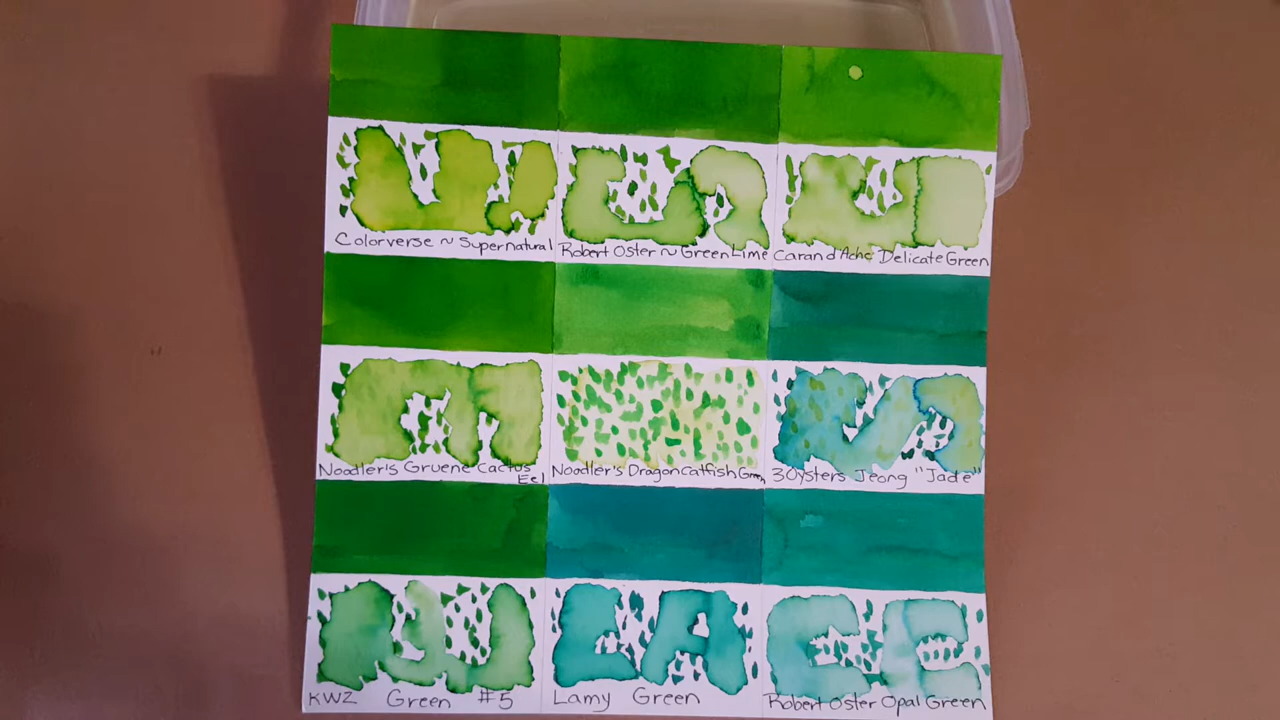 Colorverse ~ Supernatural
Robert Oster ~ Green Lime
Caran d'Ache Delicate Green
Noodler's Gruene Cactus
Eel
Noodler's Dragon catfish Green
3Oysters Jeong "Jade"
KWZ Green #5
Lamy Green
Robert Oster Opal Green